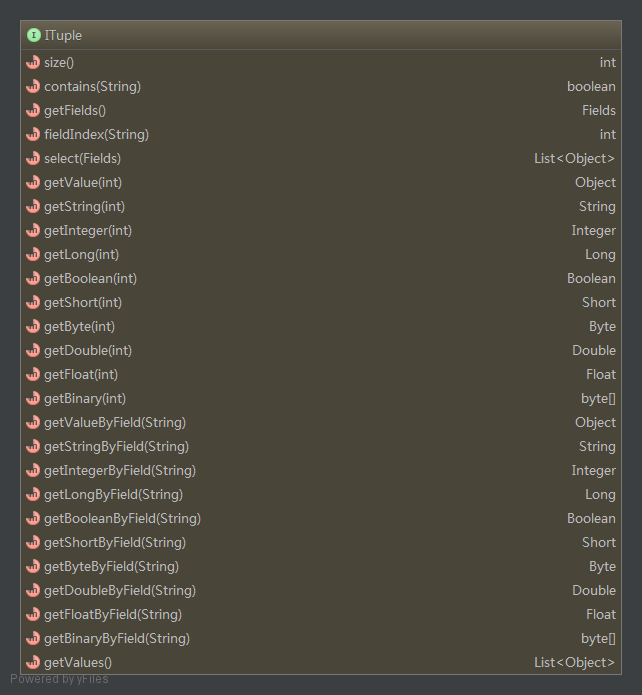 I ITuple
m size() int
m contains(String) boolean
m getFields() Fields
m fieldIndex(String) int
m select(Fields) List<Object>
m getValue(int) Object
m getString(int) String
m getInteger(int) Integer
m getLong(int) Long
m getBoolean(int) Boolean
m getShort(int) Short
m getByte(int) Byte
m getDouble(int) Double
m getFloat(int) Float
m getBinary(int) byte[]
m getValueByField(String) Object
m getStringByField(String) String
m getIntegerByField(String) Integer
m getLongByField(String) Long
m getBooleanByField(String) Boolean
m getShortByField(String) Short
m getByteByField(String) Byte
m getDoubleByField(String) Double
m getFloatByField(String) Float
m getBinaryByField(String) byte[]
m getValues() List<Object>
Powered by yFiles